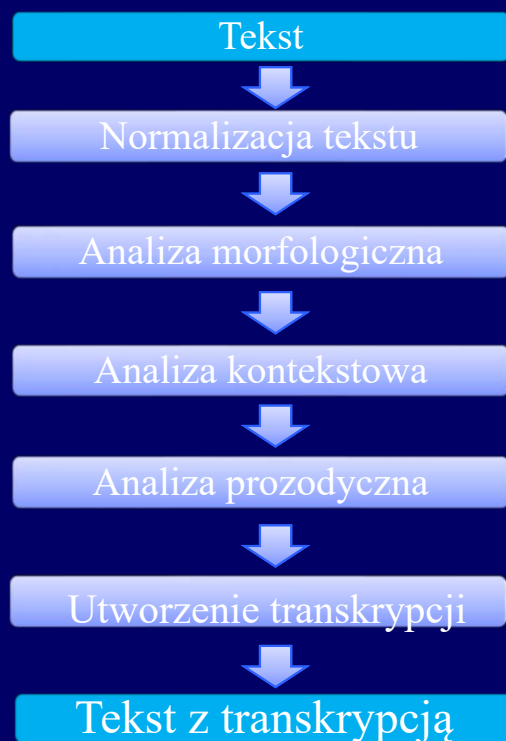 Tekst
Normalizacja tekstu
Analiza morfologiczna
Analiza kontekstowa
Analiza prozodyczna
Utworzenie transkrypcji
Tekst z transkrypcją